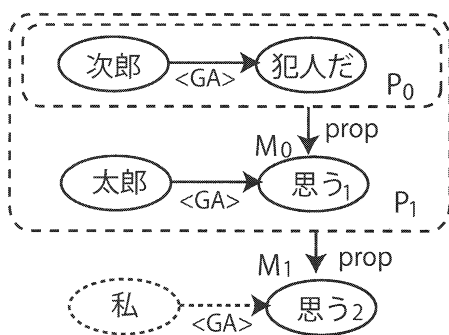 次郎 <GA> 犯人だ P0
M0 prop
太郎 <GA> 思う1 P1
M1 prop
私 <GA> 思う2